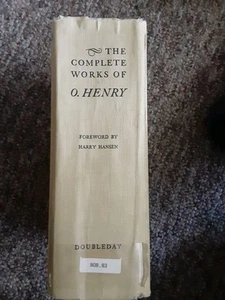 THE
COMPLETE
WORKS OF
O. HENRY
FOREWORD BY
HARRY HANSEN
DOUBLEDAY